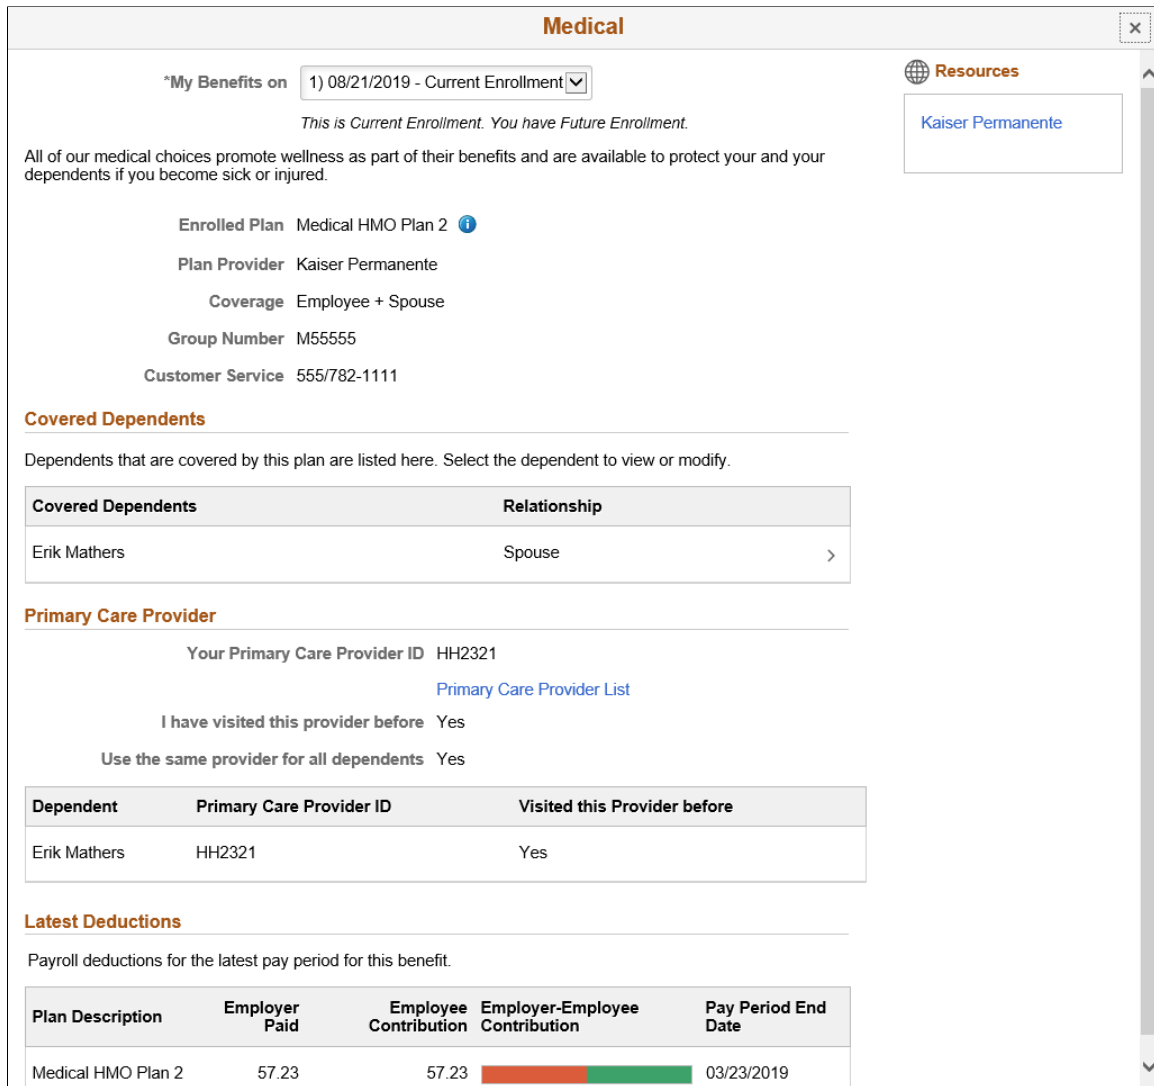 Medical
*My Benefits on 1) 08/21/2019 - Current Enrollment
This is Current Enrollment. You have Future Enrollment.
Resources
Kaiser Permanente
All of our medical choices promote wellness as part of their benefits and are available to protect your and your
dependents if you become sick or injured.
Enrolled Plan Medical HMO Plan 2
Plan Provider Kaiser Permanente
Coverage Employee + Spouse
Group Number M55555
Customer Service 555/782-1111
Covered Dependents
Dependents that are covered by this plan are listed here. Select the dependent to view or modify.
Covered Dependents Relationship
Erik Mathers Spouse
Primary Care Provider
Your Primary Care Provider ID HH2321
Primary Care Provider List
I have visited this provider before Yes
Use the same provider for all dependents Yes
Dependent Primary Care Provider ID Visited this Provider before
Erik Mathers HH2321 Yes
Latest Deductions
Payroll deductions for the latest pay period for this benefit.
Plan Description Employer Paid Employee Contribution Employer-Employee Contribution Pay Period End Date
Medical HMO Plan 2 57.23 57.23 03/23/2019